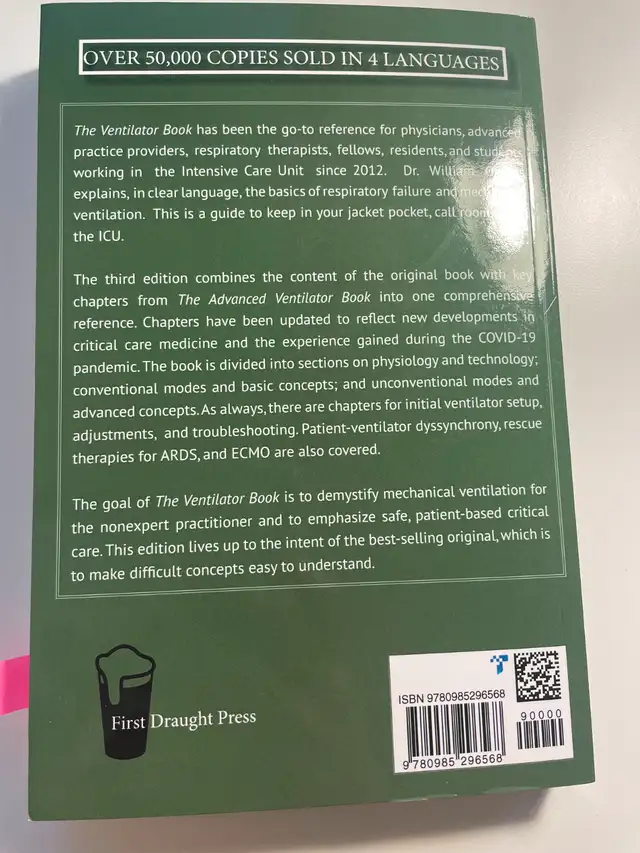 OVER 50,000 COPIES SOLD IN 4 LANGUAGES
The Ventilator Book has been the go-to reference for physicians, advanced
practice providers, respiratory therapists, fellows, residents, and students
working in the Intensive Care Unit since 2012. Dr. William
explains, in clear language, the basics of respiratory failure and
ventilation. This is a guide to keep in your jacket pocket, call room,
the ICU.
The third edition combines the content of the original book with key
chapters from The Advanced Ventilator Book into one comprehensive
reference. Chapters have been updated to reflect new developments in
critical care medicine and the experience gained during the COVID-19
pandemic. The book is divided into sections on physiology and technology;
conventional modes and basic concepts; and unconventional modes and
advanced concepts. As always, there are chapters for initial ventilator setup,
adjustments, and troubleshooting. Patient-ventilator dyssynchrony, rescue
therapies for ARDS, and ECMO are also covered.
The goal of The Ventilator Book is to demystify mechanical ventilation for
the nonexpert practitioner and to emphasize safe, patient-based critical
care. This edition lives up to the intent of the best-selling original, which is
to make difficult concepts easy to understand.
First Draught Press
ISBN 9780985296568
90000
9 780985 296568